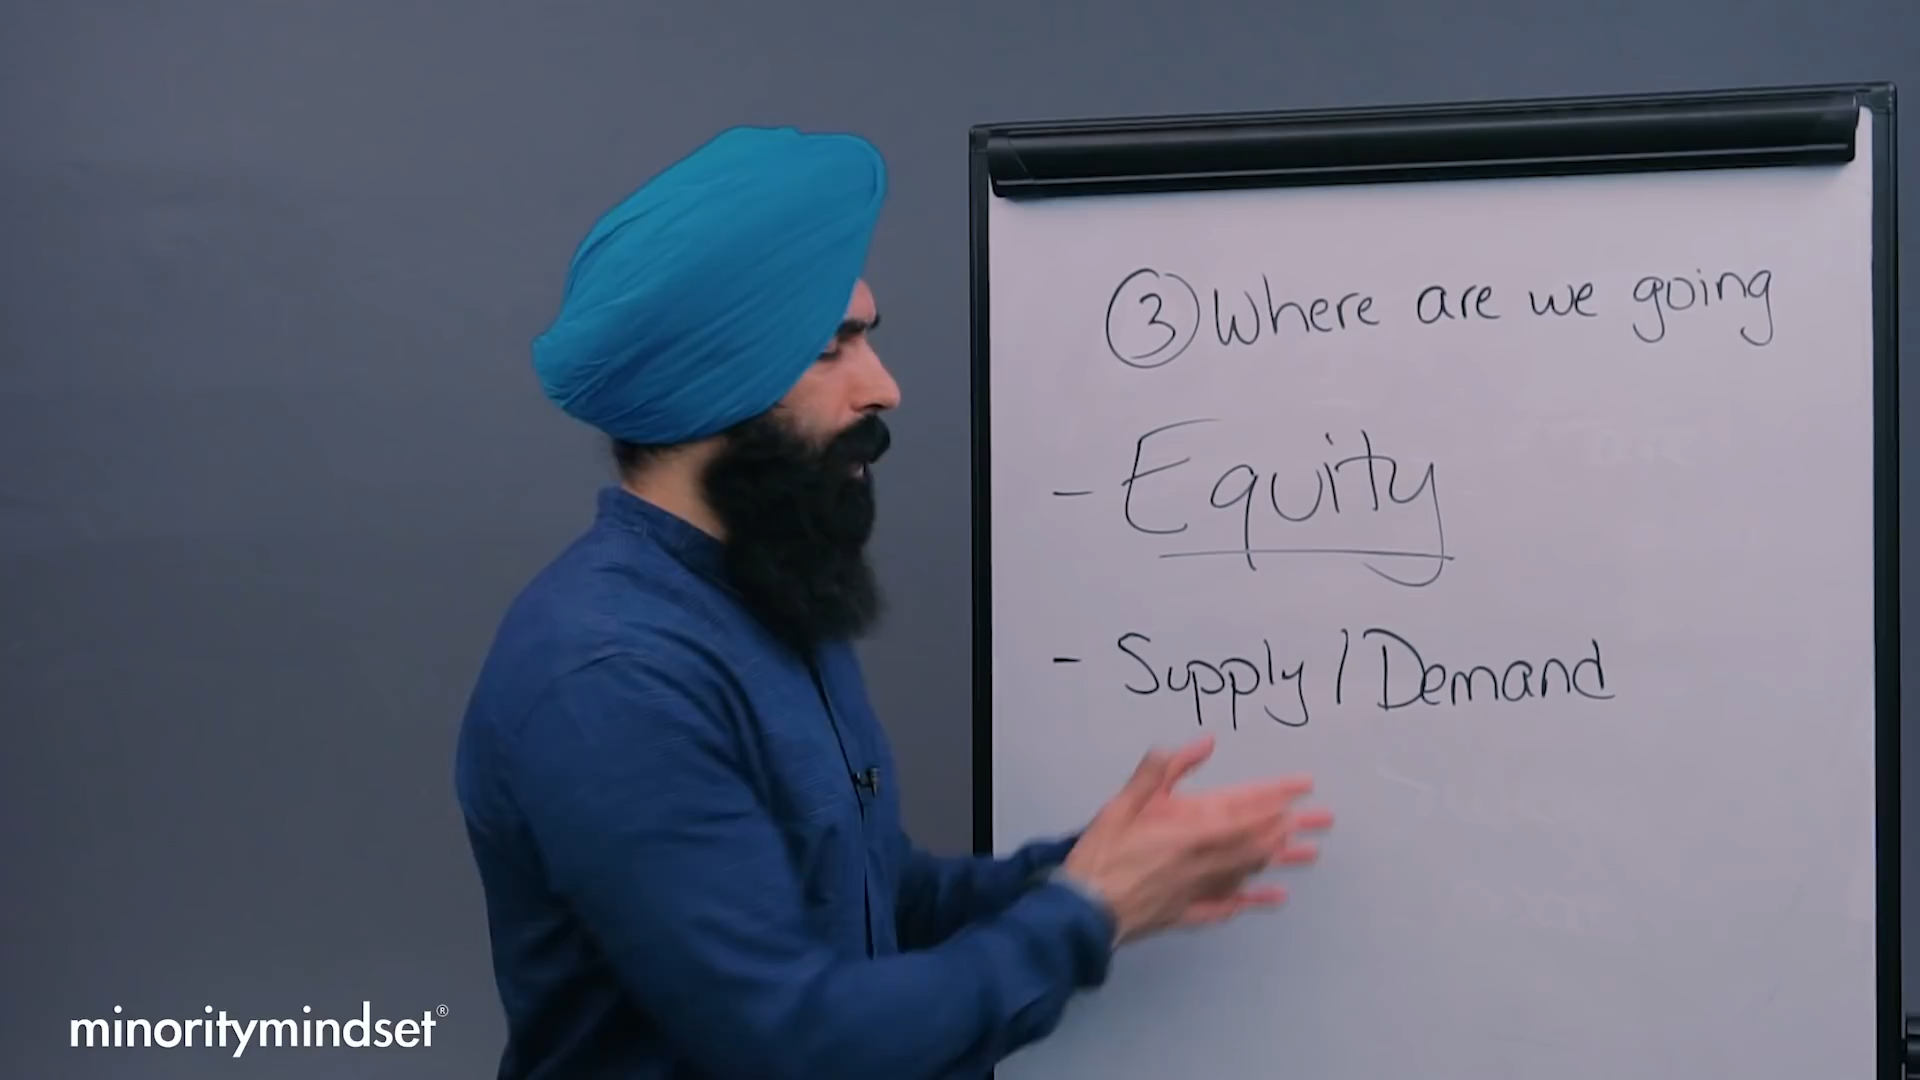 ③ Where are we going
- Equity
- Supply / Demand
minoritymindset®